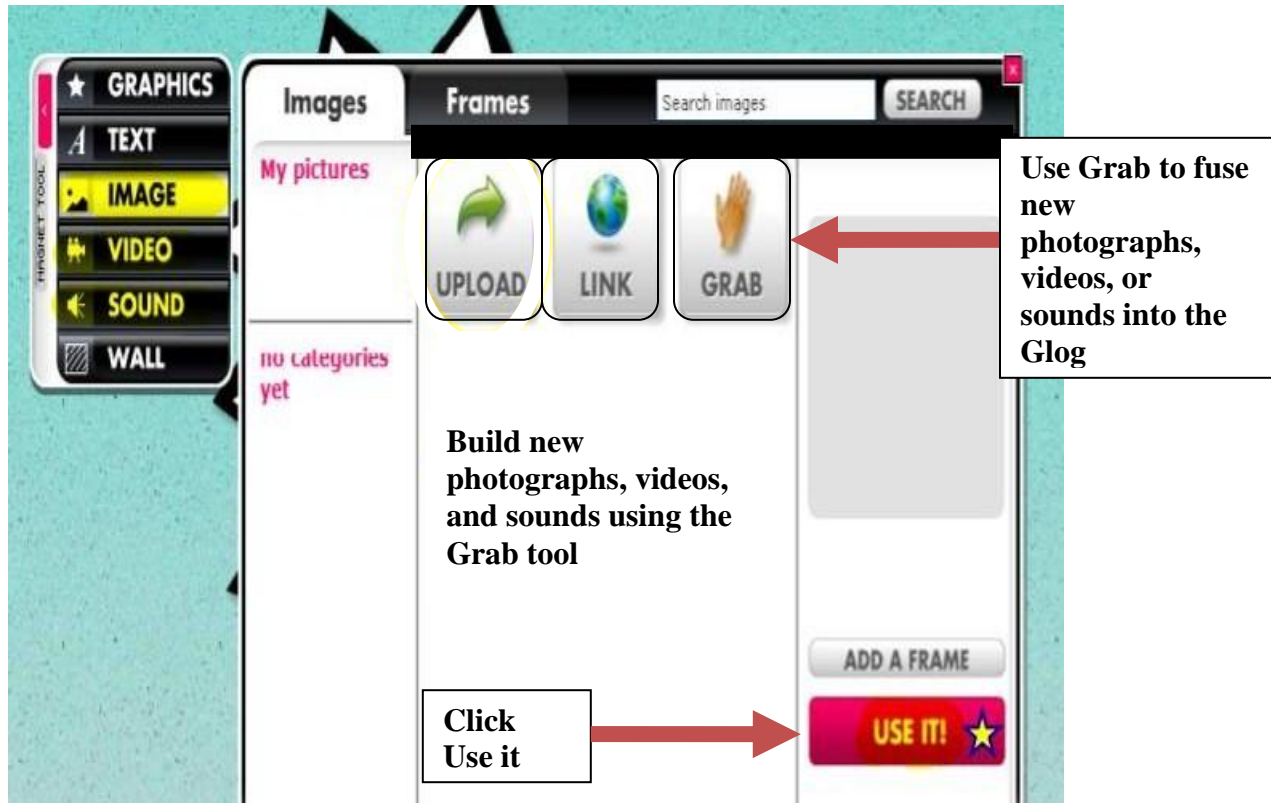 GRAPHICS
TEXT
IMAGE
VIDEO
SOUND
WALL
MAGNET TOOL
Images
Frames
Search images
SEARCH
x
My pictures
no categories
yet
UPLOAD
LINK
GRAB
Use Grab to fuse
new
photographs,
videos, or
sounds into the
Glog
Build new
photographs, videos,
and sounds using the
Grab tool
ADD A FRAME
Click
Use it
USE IT!